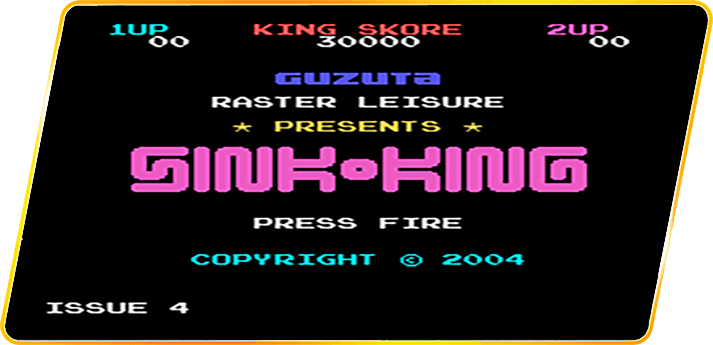 1UP KING SKORE 2UP
00 30000 00
GUZUTA
RASTER LEISURE
★ PRESENTS ★
SINK•KING
PRESS FIRE
COPYRIGHT © 2004
ISSUE 4